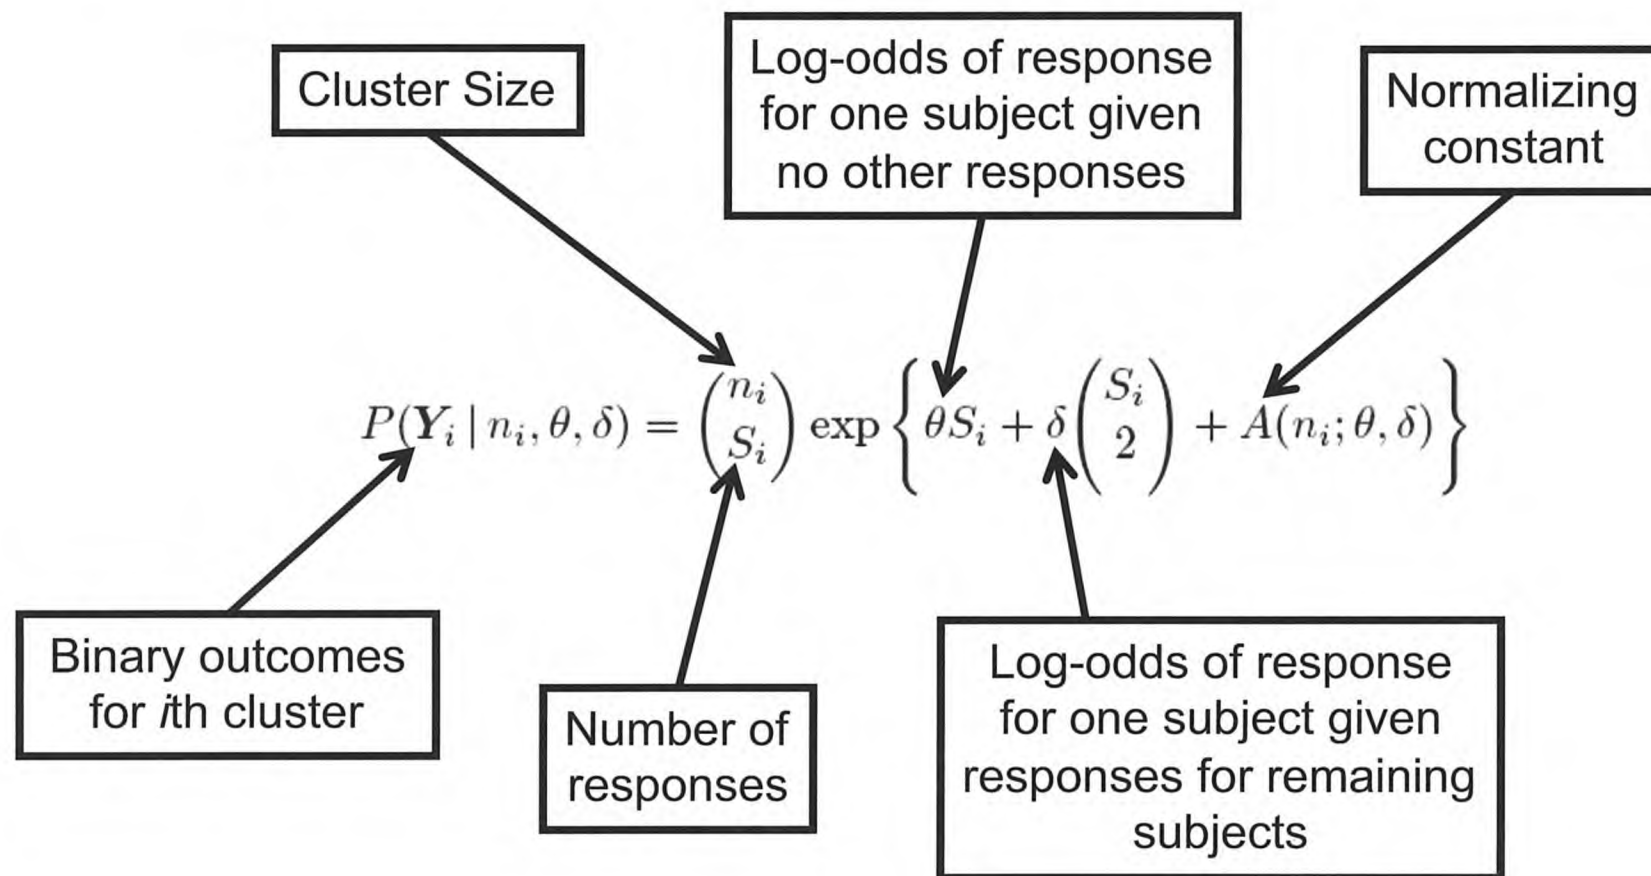 Cluster Size
Log-odds of response
for one subject given
no other responses
Normalizing
constant
P(Y_i | n_i, θ, δ) = \binom{n_i}{S_i} exp { θS_i + δ \binom{S_i}{2} + A(n_i; θ, δ) }
Binary outcomes
for ith cluster
Number of
responses
Log-odds of response
for one subject given
responses for remaining
subjects